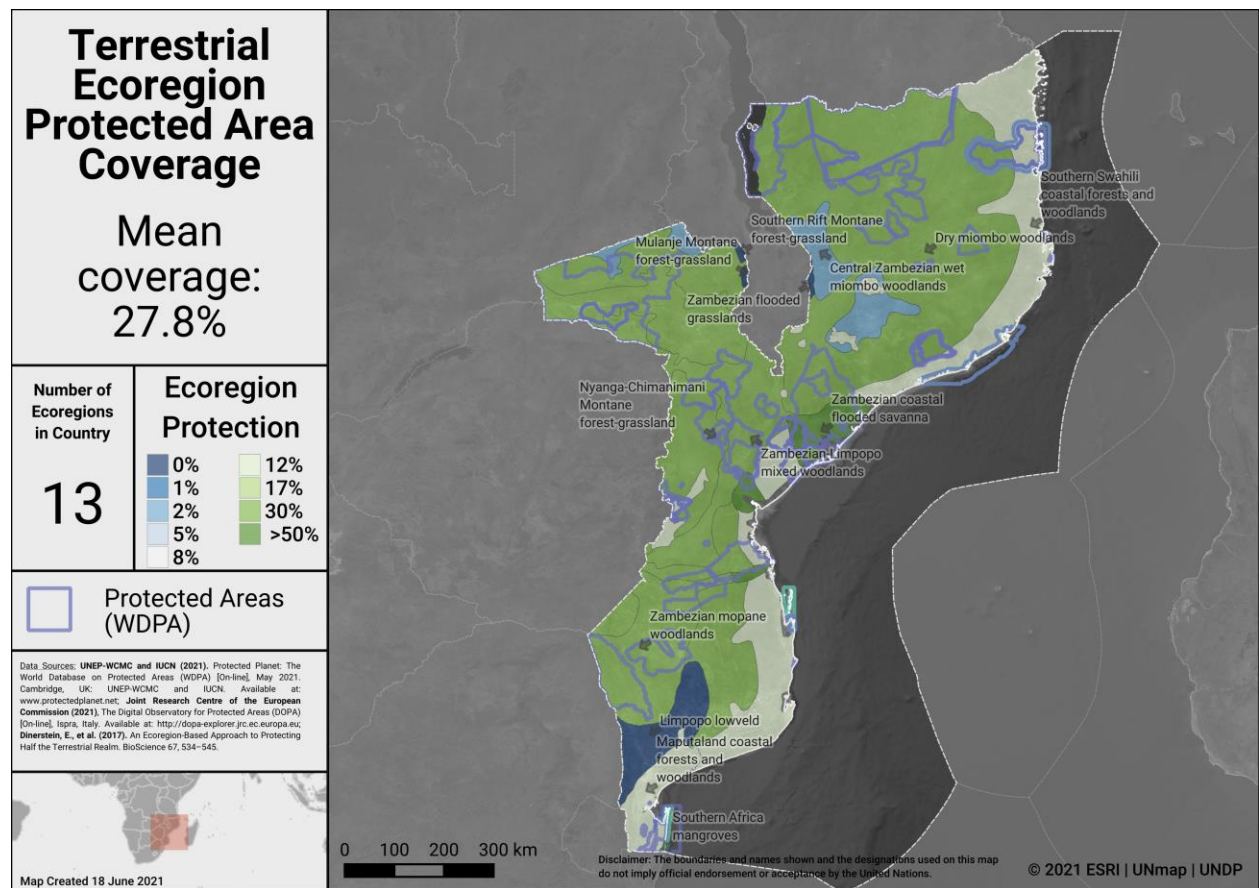 Terrestrial
Ecoregion
Protected Area
Coverage
Mean
coverage:
27.8%
Number of
Ecoregions
in Country
13
Ecoregion
Protection
0%
1%
2%
5%
8%
12%
17%
30%
>50%
Protected Areas
(WDPA)
Data Sources: UNEP-WCMC and IUCN (2021). Protected Planet: The
World Database on Protected Areas (WDPA) [On-line], May 2021.
Cambridge, UK: UNEP-WCMC and IUCN. Available at:
www.protectedplanet.net; Joint Research Centre of the European
Commission (2021), The Digital Observatory for Protected Areas (DOPA)
[On-line], Ispra, Italy. Available at: http://dopa-explorer.jrc.ec.europa.eu;
Dinerstein, E., et al. (2017). An Ecoregion-Based Approach to Protecting
Half the Terrestrial Realm. BioScience 67, 534–545.
Map Created 18 June 2021
Southern Swahili
coastal forests and
woodlands
Southern Rift Montane
forest-grassland
Dry miombo woodlands
Mulanje Montane
forest-grassland
Central Zambezian wet
miombo woodlands
Zambezian flooded
grasslands
Nyanga-Chimanimani
Montane
forest-grassland
Zambezian coastal
flooded savanna
Zambezian-Limpopo
mixed woodlands
Zambezian mopane
woodlands
Limpopo lowveld
Maputaland coastal
forests and
woodlands
Southern Africa
mangroves
0 100 200 300 km
Disclaimer: The boundaries and names shown and the designations used on this map
do not imply official endorsement or acceptance by the United Nations.
© 2021 ESRI | UNmap | UNDP